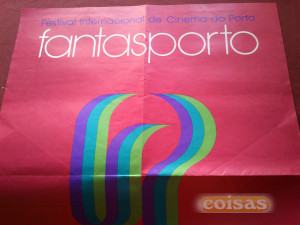 Festival Internacional de Cinema do Porto
fantasporto
coisas